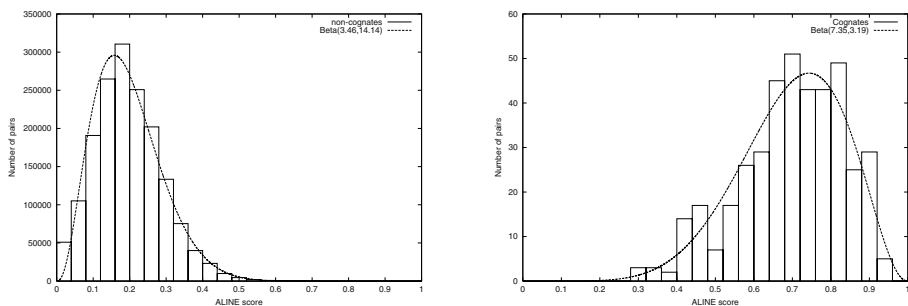 non-cognates
Beta(3.46,14.14)
350000
300000
250000
200000
150000
100000
50000
0
Number of pairs
0 0.1 0.2 0.3 0.4 0.5 0.6 0.7 0.8 0.9 1
ALINE score
Cognates
Beta(7.35,3.19)
60
50
40
30
20
10
0
Number of pairs
0 0.1 0.2 0.3 0.4 0.5 0.6 0.7 0.8 0.9 1
ALINE score